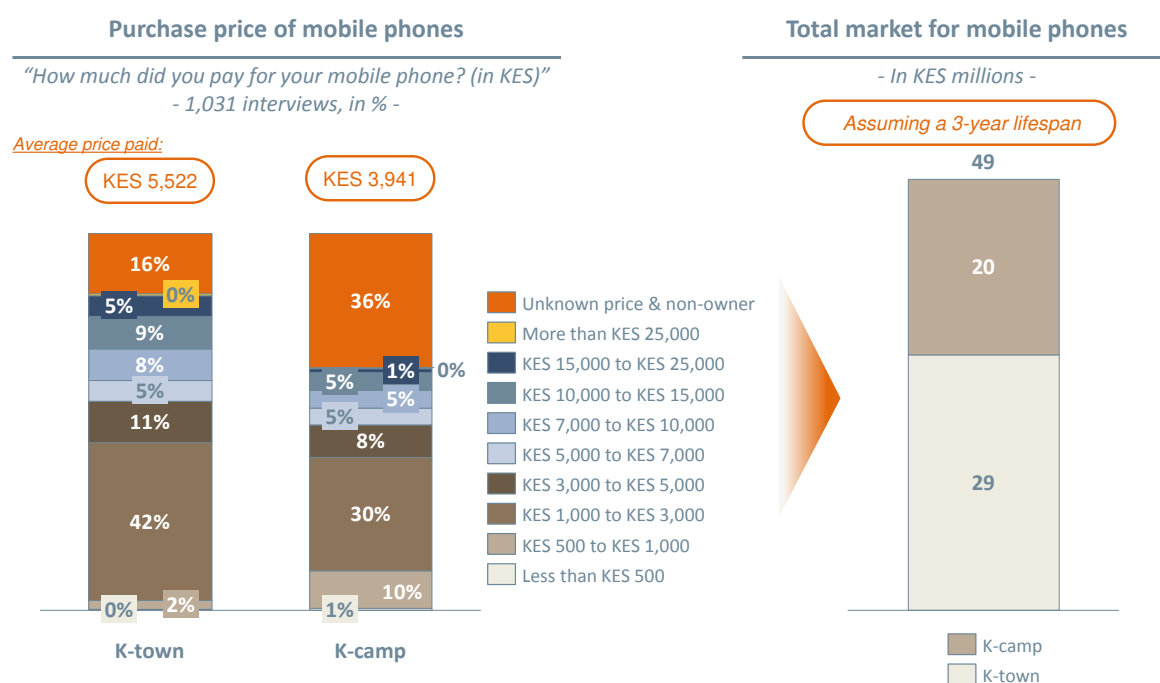 Purchase price of mobile phones
"How much did you pay for your mobile phone? (in KES)"
- 1,031 interviews, in % -
Average price paid:
KES 5,522
KES 3,941
16%
0%
5%
9%
8%
5%
11%
42%
2%
0%
K-town
36%
1%
0%
5%
5%
5%
8%
30%
10%
1%
K-camp
Unknown price & non-owner
More than KES 25,000
KES 15,000 to KES 25,000
KES 10,000 to KES 15,000
KES 7,000 to KES 10,000
KES 5,000 to KES 7,000
KES 3,000 to KES 5,000
KES 1,000 to KES 3,000
KES 500 to KES 1,000
Less than KES 500
Total market for mobile phones
- In KES millions -
Assuming a 3-year lifespan
49
20
29
K-camp
K-town